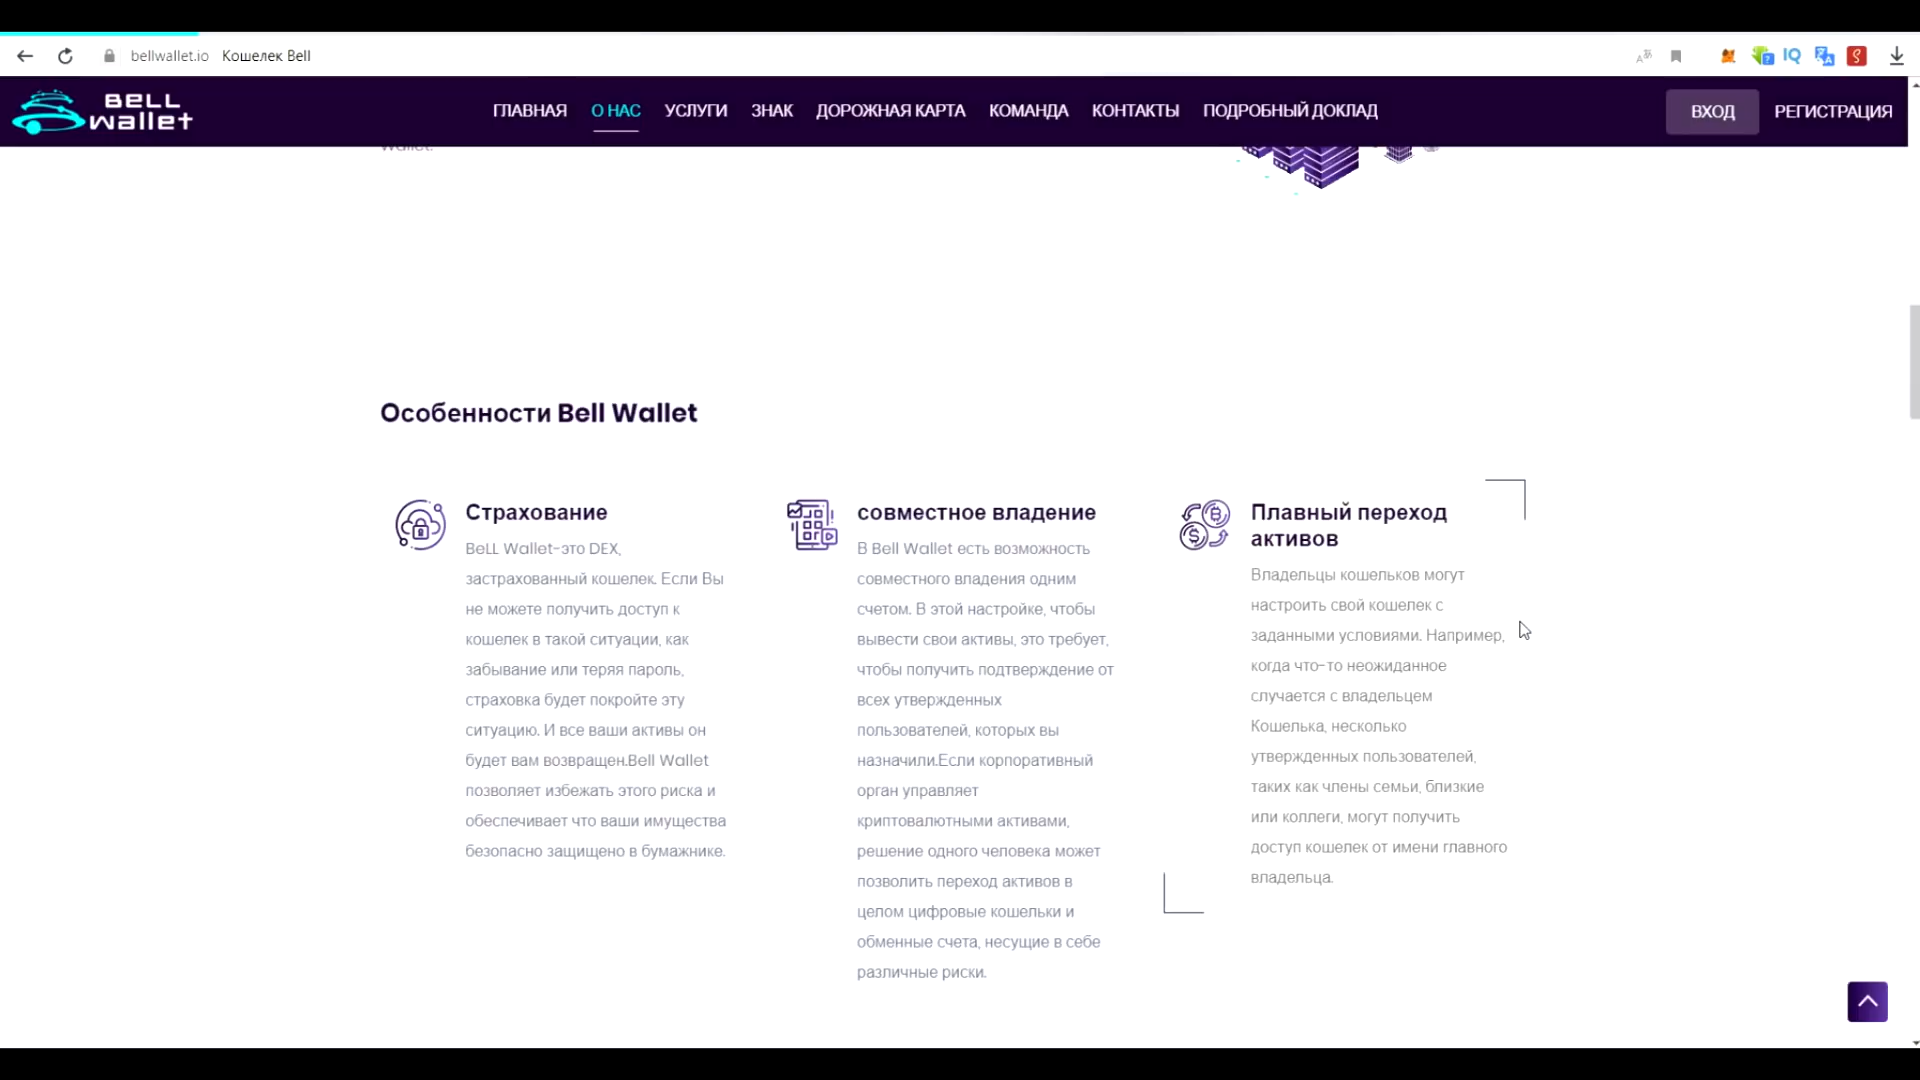 bellwallet.io Кошелек Bell
BELL
wallet
ГЛАВНАЯ О НАС УСЛУГИ ЗНАК ДОРОЖНАЯ КАРТА КОМАНДА КОНТАКТЫ ПОДРОБНЫЙ ДОКЛАД
ВХОД РЕГИСТРАЦИЯ
Wallet.
Особенности Bell Wallet
Страхование
BeLL Wallet-это DEX,
застрахованный кошелек. Если Вы
не можете получить доступ к
кошелек в такой ситуации, как
забывание или теряя пароль,
страховка будет покройте эту
ситуацию. И все ваши активы он
будет вам возвращен.Bell Wallet
позволяет избежать этого риска и
обеспечивает что ваши имущества
безопасно защищено в бумажнике.
совместное владение
В Bell Wallet есть возможность
совместного владения одним
счетом. В этой настройке, чтобы
вывести свои активы, это требует,
чтобы получить подтверждение от
всех утвержденных
пользователей, которых вы
назначили.Если корпоративный
орган управляет
криптовалютными активами,
решение одного человека может
позволить переход активов в
целом цифровые кошельки и
обменные счета, несущие в себе
различные риски.
Плавный переход
активов
Владельцы кошельков могут
настроить свой кошелек с
заданными условиями. Например,
когда что-то неожиданное
случается с владельцем
Кошелька, несколько
утвержденных пользователей,
таких как члены семьи, близкие
или коллеги, могут получить
доступ кошелек от имени главного
владельца.